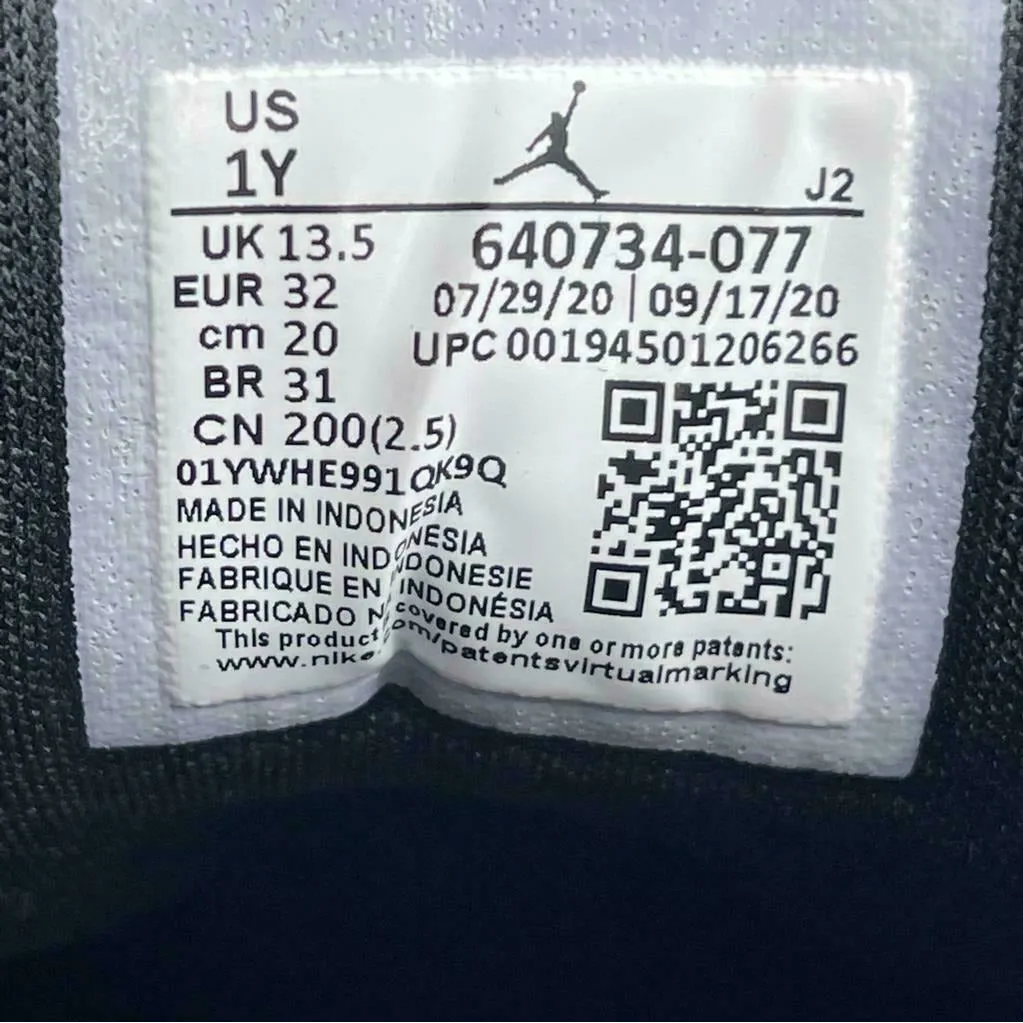 US
1Y
J2
UK 13.5
640734-077
EUR 32
07/29/20 | 09/17/20
cm 20
UPC 00194501206266
BR 31
CN 200(2.5)
01YWHE991QK9Q
MADE IN INDONESIA
HECHO EN INDONESIA
FABRIQUE EN INDONESIE
FABRICADO INDONÉSIA
This product covered by one or more patents:
www.nike.com/patentsvirtualmarking